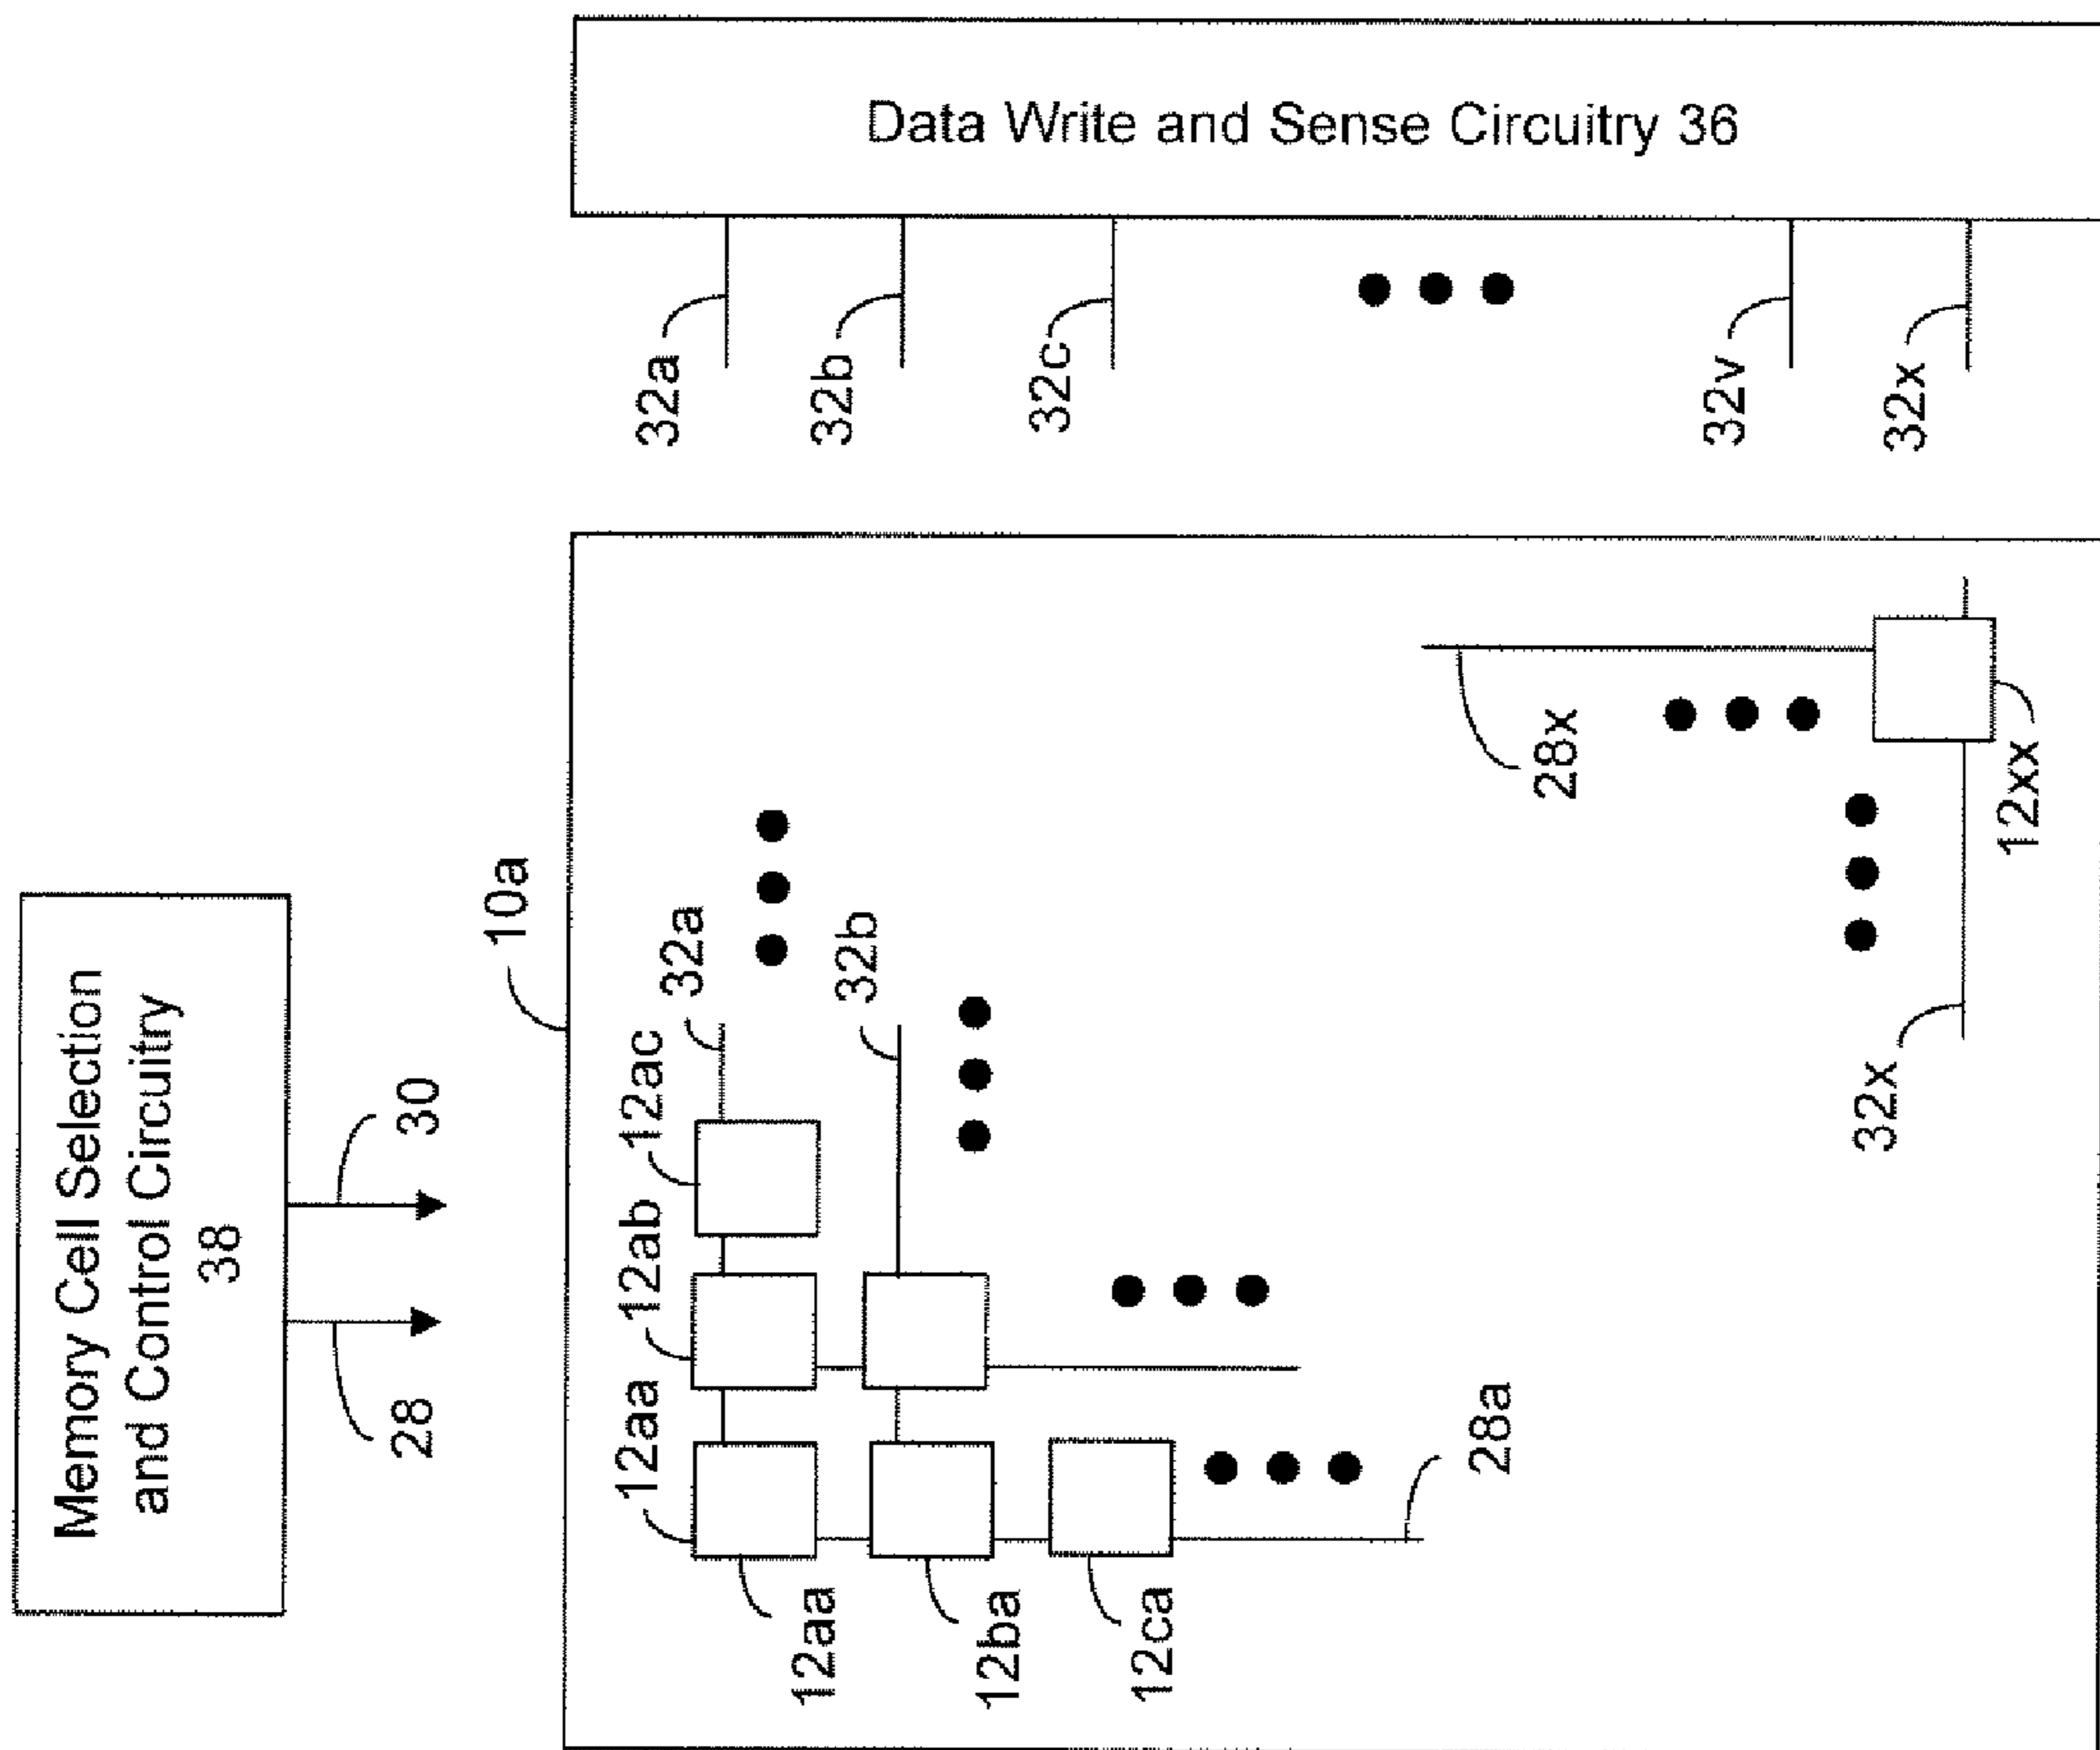 Data Write and Sense Circuitry 36
32a
32b
32c
32v
32x
Memory Cell Selection
and Control Circuitry
38
28
30
10a
12aa
12ab
12ac
32a
32b
12aa
12ba
12ca
28a
28x
32x
12xx